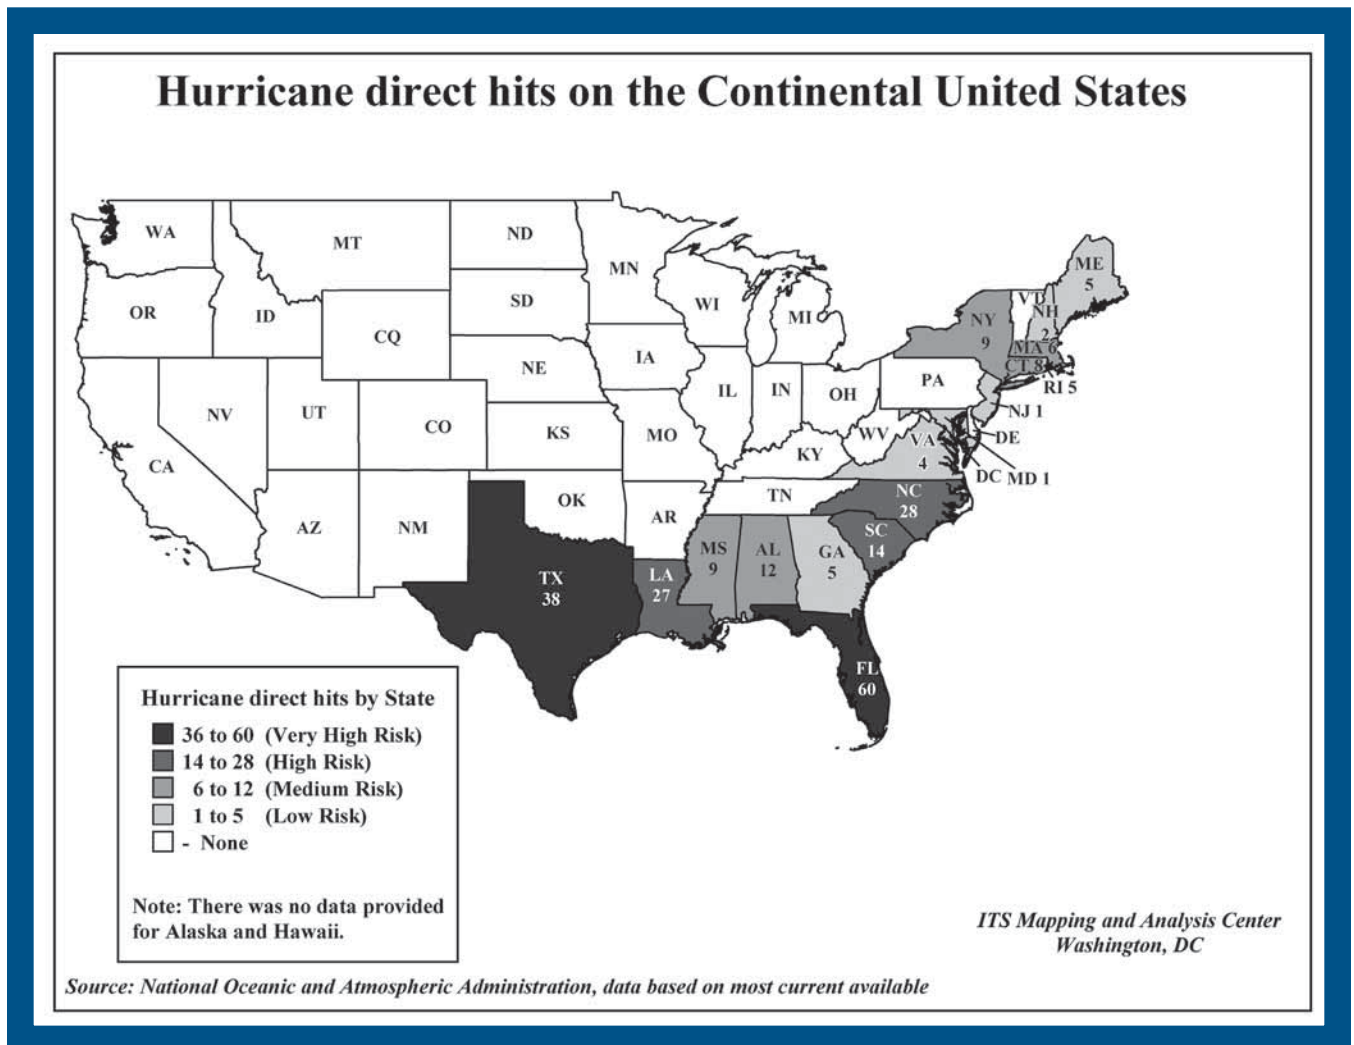 Hurricane direct hits on the Continental United States
WA
MT
ND
MN
ME
5
OR
ID
SD
WI
MI
VT
NH
2
NY
9
CQ
MA 6
IA
CT 8
NE
PA
RI 5
NV
UT
CO
IL
IN
OH
NJ 1
KS
MO
WV
VA
4
DE
CA
KY
DC
MD 1
TN
NC
28
AZ
NM
OK
AR
SC
14
MS
9
AL
12
GA
5
TX
38
LA
27
FL
60
Hurricane direct hits by State
36 to 60 (Very High Risk)
14 to 28 (High Risk)
6 to 12 (Medium Risk)
1 to 5 (Low Risk)
- None
Note: There was no data provided
for Alaska and Hawaii.
ITS Mapping and Analysis Center
Washington, DC
Source: National Oceanic and Atmospheric Administration, data based on most current available